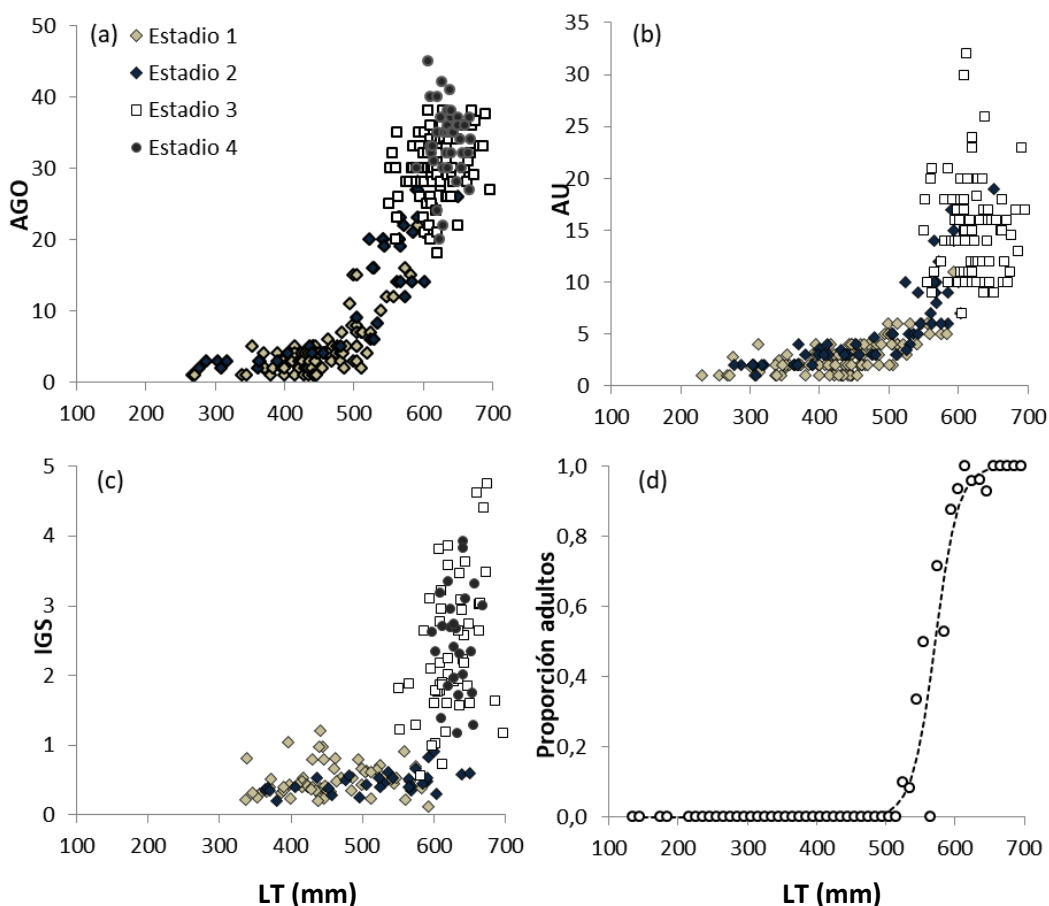 (a)
Estadio 1
Estadio 2
Estadio 3
Estadio 4
AGO
50
40
30
20
10
0
100 200 300 400 500 600 700
(b)
AU
35
30
25
20
15
10
5
0
100 200 300 400 500 600 700
(c)
IGS
5
4
3
2
1
0
100 200 300 400 500 600 700
LT (mm)
(d)
Proporción adultos
1,0
0,8
0,6
0,4
0,2
0,0
100 200 300 400 500 600 700
LT (mm)